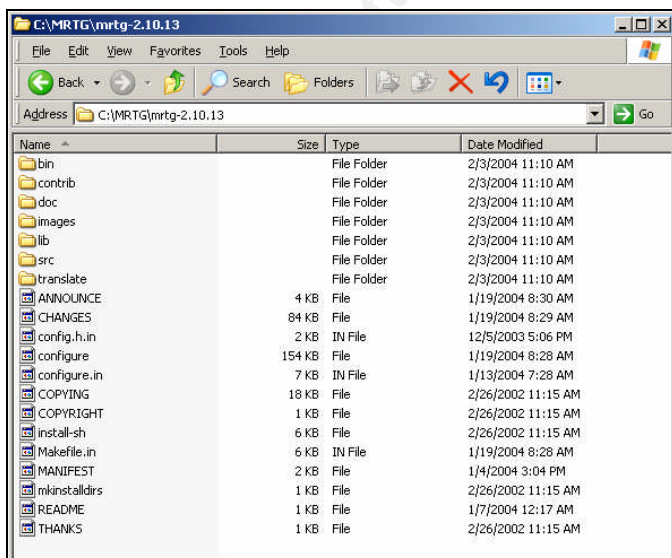 C:\MRTG\mrtg-2.10.13
File Edit View Favorites Tools Help
Back Search Folders
Address C:\MRTG\mrtg-2.10.13 Go
Name Size Type Date Modified
bin File Folder 2/3/2004 11:10 AM
contrib File Folder 2/3/2004 11:10 AM
doc File Folder 2/3/2004 11:10 AM
images File Folder 2/3/2004 11:10 AM
lib File Folder 2/3/2004 11:10 AM
src File Folder 2/3/2004 11:10 AM
translate File Folder 2/3/2004 11:10 AM
ANNOUNCE 4 KB File 1/19/2004 8:30 AM
CHANGES 84 KB File 1/19/2004 8:29 AM
config.h.in 2 KB IN File 12/5/2003 5:06 PM
configure 154 KB File 1/19/2004 8:28 AM
configure.in 7 KB IN File 1/13/2004 7:28 AM
COPYING 18 KB File 2/26/2002 11:15 AM
COPYRIGHT 1 KB File 2/26/2002 11:15 AM
install-sh 6 KB File 2/26/2002 11:15 AM
Makefile.in 6 KB IN File 1/19/2004 8:28 AM
MANIFEST 2 KB File 1/4/2004 3:04 PM
mkinstalldirs 1 KB File 2/26/2002 11:15 AM
README 1 KB File 1/7/2004 12:17 AM
THANKS 1 KB File 2/26/2002 11:15 AM